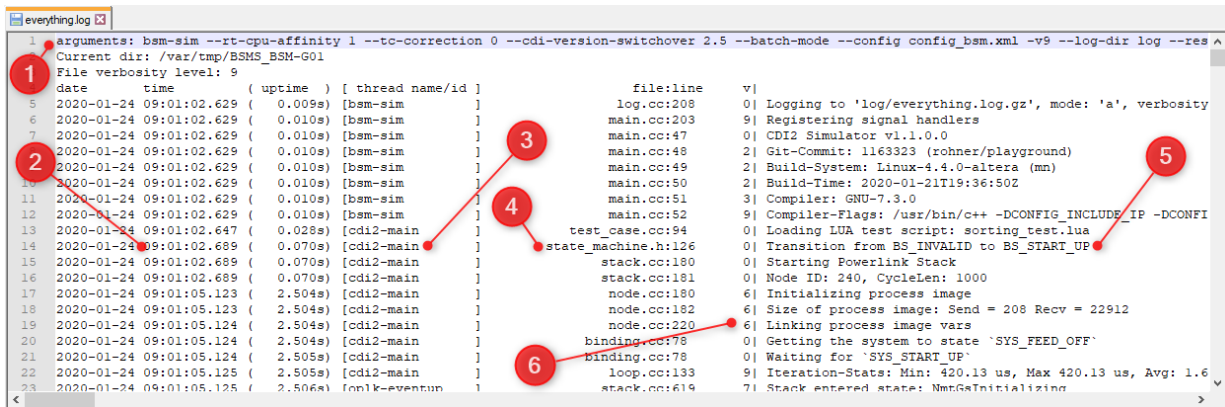 everything.log
1 arguments: bsm-sim --rt-cpu-affinity 1 --tc-correction 0 --cdi-version-switchover 2.5 --batch-mode --config config_bsm.xml -v9 --log-dir log --res
Current dir: /var/tmp/BSMS_BSM-G01
File verbosity level: 9
date time ( uptime ) [ thread name/id ] file:line v|
5 2020-01-24 09:01:02.629 ( 0.009s) [bsm-sim ] log.cc:208 0| Logging to 'log/everything.log.gz', mode: 'a', verbosity
6 2020-01-24 09:01:02.629 ( 0.010s) [bsm-sim ] main.cc:203 9| Registering signal handlers
7 2020-01-24 09:01:02.629 ( 0.010s) [bsm-sim ] main.cc:47 0| CDI2 Simulator v1.1.0.0
2020-01-24 09:01:02.629 ( 0.010s) [bsm-sim ] main.cc:48 2| Git-Commit: 1163323 (rohner/playground)
2020-01-24 09:01:02.629 ( 0.010s) [bsm-sim ] main.cc:49 2| Build-System: Linux-4.4.0-altera (mn)
10 2020-01-24 09:01:02.629 ( 0.010s) [bsm-sim ] main.cc:50 2| Build-Time: 2020-01-21T19:36:50Z
11 2020-01-24 09:01:02.629 ( 0.010s) [bsm-sim ] main.cc:51 3| Compiler: GNU-7.3.0
12 2020-01-24 09:01:02.629 ( 0.010s) [bsm-sim ] main.cc:52 9| Compiler-Flags: /usr/bin/c++ -DCONFIG_INCLUDE_IP -DCONFI
13 2020-01-24 09:01:02.647 ( 0.028s) [cdi2-main ] test_case.cc:94 0| Loading LUA test script: sorting_test.lua
14 2020-01-24 09:01:02.689 ( 0.070s) [cdi2-main ] state_machine.h:126 0| Transition from BS_INVALID to BS_START_UP
15 2020-01-24 09:01:02.689 ( 0.070s) [cdi2-main ] stack.cc:180 0| Starting Powerlink Stack
16 2020-01-24 09:01:02.689 ( 0.070s) [cdi2-main ] stack.cc:181 0| Node ID: 240, CycleLen: 1000
17 2020-01-24 09:01:05.123 ( 2.504s) [cdi2-main ] node.cc:180 6| Initializing process image
18 2020-01-24 09:01:05.123 ( 2.504s) [cdi2-main ] node.cc:182 6| Size of process image: Send = 208 Recv = 22912
19 2020-01-24 09:01:05.124 ( 2.504s) [cdi2-main ] node.cc:220 6| Linking process image vars
20 2020-01-24 09:01:05.124 ( 2.504s) [cdi2-main ] binding.cc:78 0| Getting the system to state `SYS_FEED_OFF`
21 2020-01-24 09:01:05.124 ( 2.505s) [cdi2-main ] binding.cc:78 0| Waiting for `SYS_START_UP`
22 2020-01-24 09:01:05.125 ( 2.505s) [cdi2-main ] loop.cc:133 9| Iteration-Stats: Min: 420.13 us, Max 420.13 us, Avg: 1.6
23 2020-01-24 09:01:05.125 ( 2.506s) [oplk-eventup ] stack.cc:619 7| Stack entered state: NmtGsInitializing
1
2
3
4
5
6